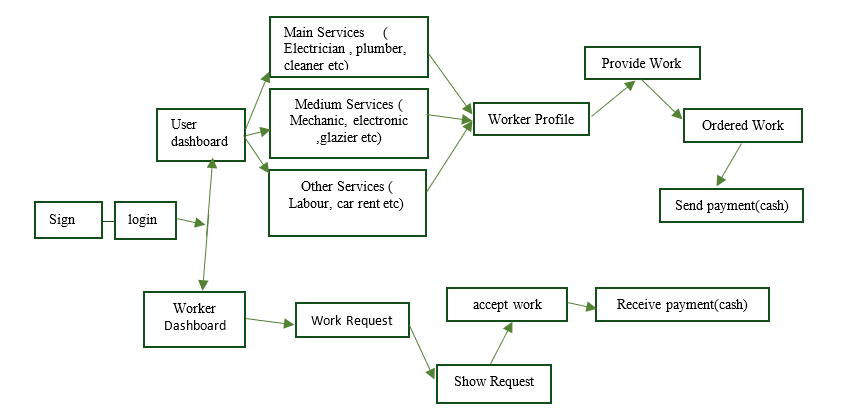 Main Services (
Electrician , plumber,
cleaner etc)
Provide Work
Medium Services (
Mechanic, electronic
,glazier etc)
User
dashboard
Worker Profile
Ordered Work
Other Services (
Labour, car rent etc)
Send payment(cash)
Sign
login
Worker
Dashboard
Work Request
accept work
Receive payment(cash)
Show Request